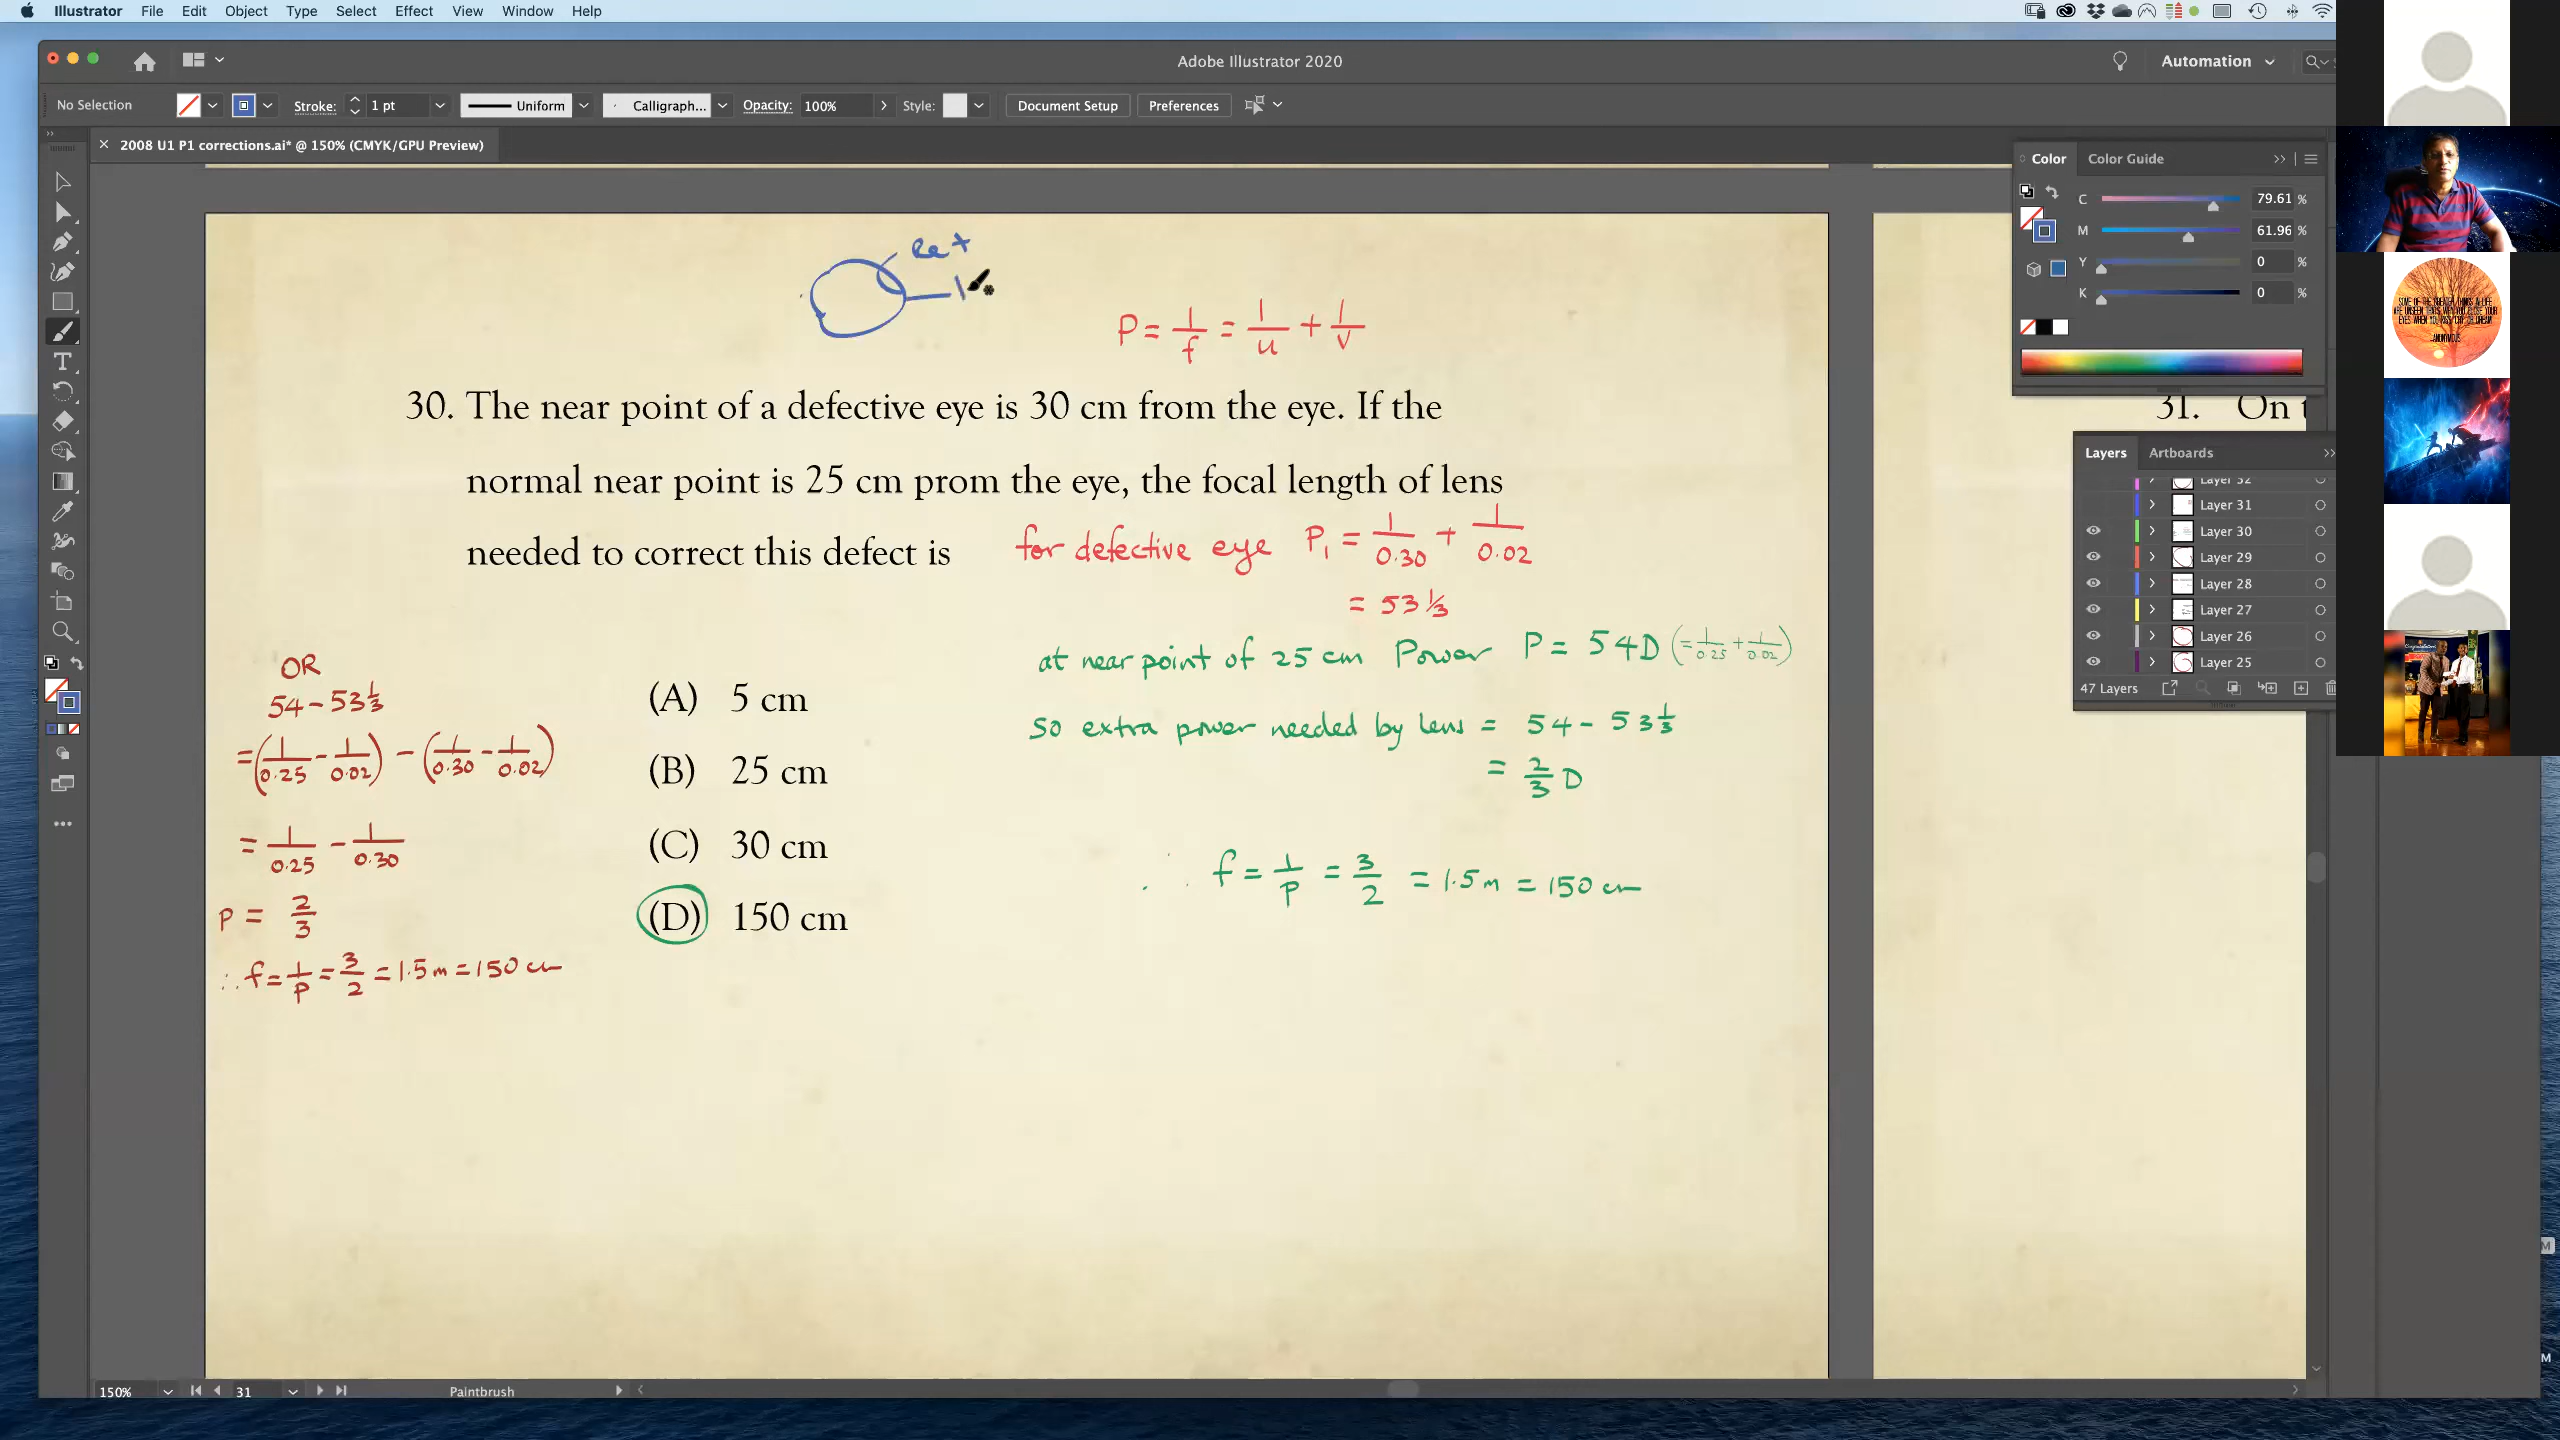 Illustrator File Edit Object Type Select Effect View Window Help
Adobe Illustrator 2020
Automation
No Selection Stroke: 1 pt Uniform Calligraph... Opacity: 100% Style: Document Setup Preferences
2008 U1 P1 corrections.ai* @ 150% (CMYK/GPU Preview)
Color Color Guide
C 79.61 %
M 61.96 %
Y 0 %
K 0 %
Ret
P = 1/f = 1/u + 1/v
30. The near point of a defective eye is 30 cm from the eye. If the
normal near point is 25 cm prom the eye, the focal length of lens
needed to correct this defect is
for defective eye P₁ = 1/0.30 + 1/0.02
= 53 1/3
at near point of 25 cm Power P = 54D (= 1/0.25 + 1/0.02)
So extra power needed by lens = 54 - 53 1/3
= 2/3 D
∴ f = 1/P = 3/2 = 1.5m = 150 cm
(A) 5 cm
(B) 25 cm
(C) 30 cm
(D) 150 cm
OR
54 - 53 1/3
= (1/0.25 - 1/0.02) - (1/0.30 - 1/0.02)
= 1/0.25 - 1/0.30
P = 2/3
∴ f = 1/P = 3/2 = 1.5m = 150 cm
31. On t
Layers Artboards
Layer 32
Layer 31
Layer 30
Layer 29
Layer 28
Layer 27
Layer 26
Layer 25
47 Layers
150% 31 Paintbrush